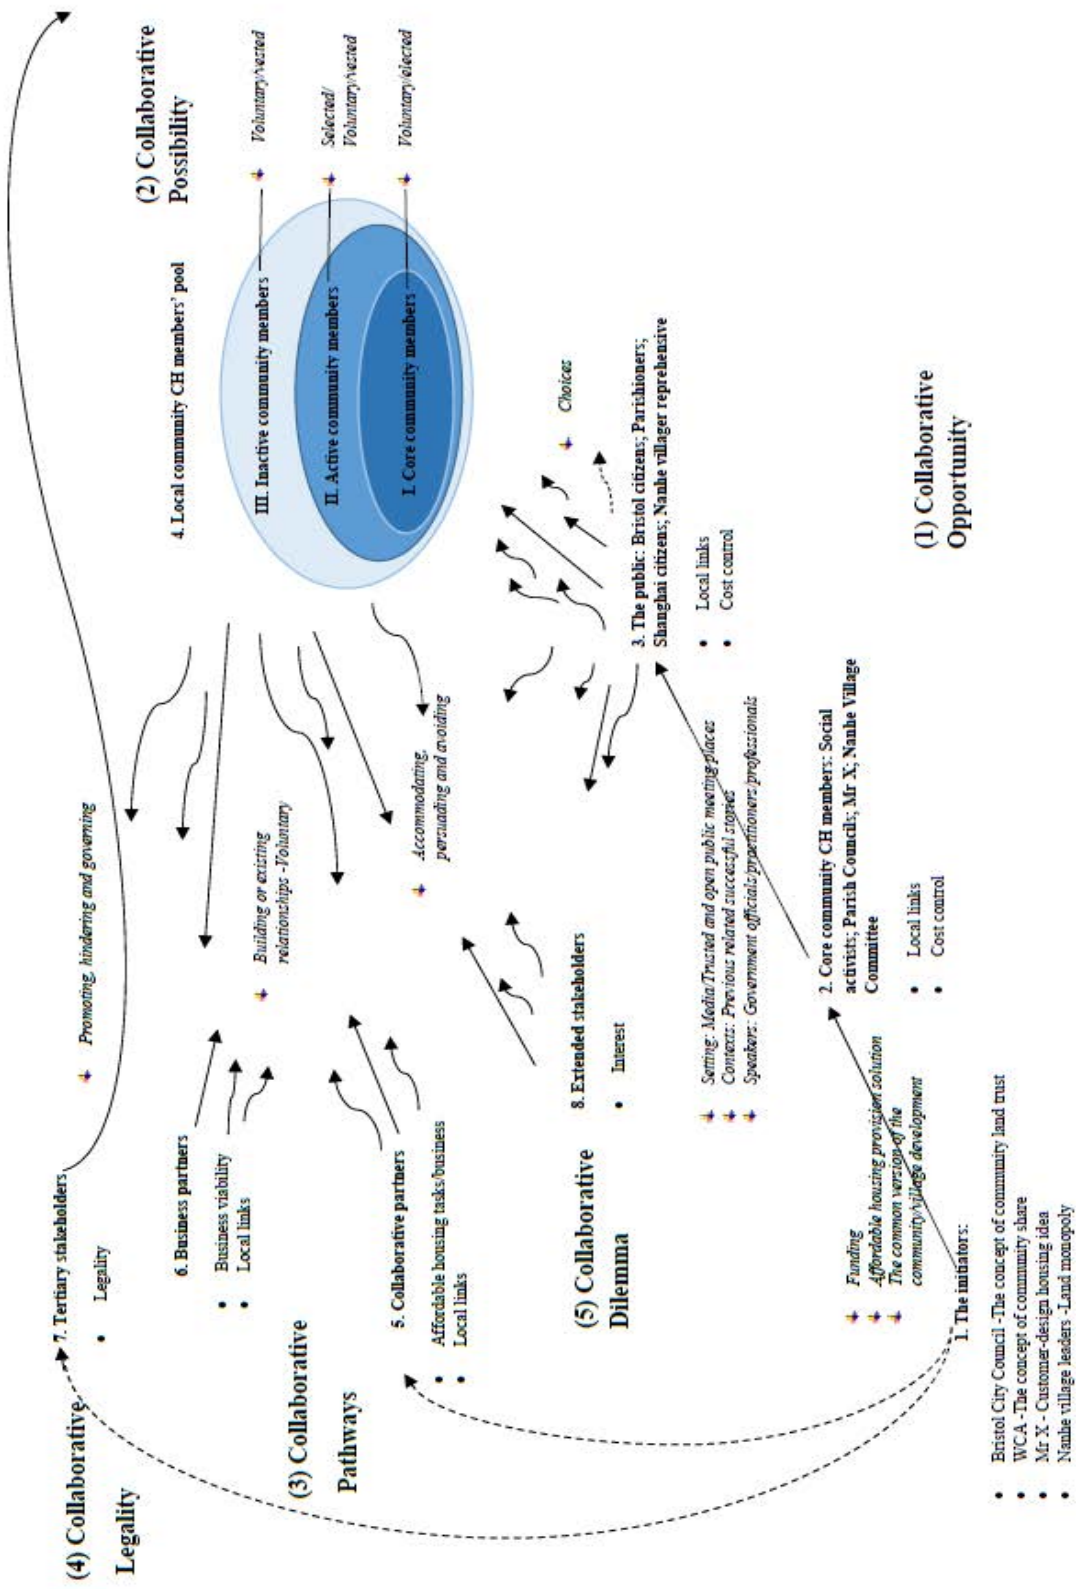 (4) Collaborative
Legality
7. Tertiary stakeholders
• Legality
Promoting, hindering and governing
(2) Collaborative
Possibility
4. Local community CH members' pool
III. Inactive community members
Voluntary/vested
II. Active community members
Selected/
Voluntary/vested
I. Core community members
Voluntary/elected
6. Business partners
• Business viability
• Local links
Building or existing
relationships -Voluntary
(3) Collaborative
Pathways
5. Collaborative partners
• Affordable housing tasks/business
• Local links
Accommodating,
persuading and avoiding
(5) Collaborative
Dilemma
8. Extended stakeholders
• Interest
Choices
3. The public: Bristol citizens; Parishioners;
Shanghai citizens; Nanhe villager reprehensive
• Local links
• Cost control
Setting: Media/Trusted and open public meeting places
Contexts: Previous related successful stories
Speakers: Government officials/practitioners/professionals
(1) Collaborative
Opportunity
2. Core community CH members: Social
activists; Parish Councils; Mr X; Nanhe Village
Committee
• Local links
• Cost control
Funding
Affordable housing provision solution
The common version of the
community/village development
1. The initiators:
• Bristol City Council -The concept of community land trust
• WCA -The concept of community share
• Mr X - Customer-design housing idea
• Nanhe village leaders -Land monopoly